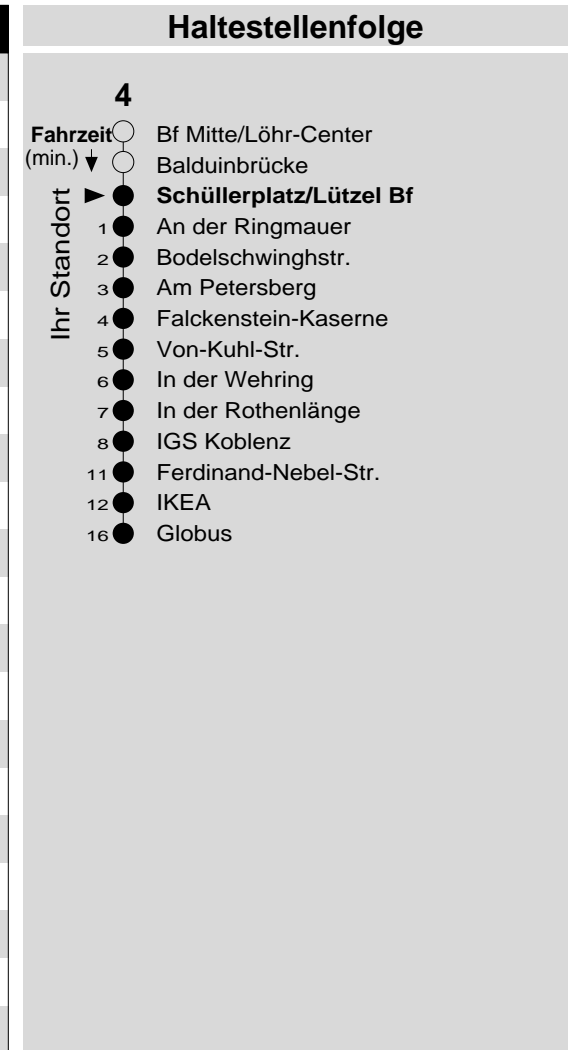 Haltestellenfolge
4
Fahrzeit Bf Mitte/Löhr-Center
(min.) Balduinbrücke
Ihr Standort
Schüllerplatz/Lützel Bf
1 An der Ringmauer
2 Bodelschwinghstr.
3 Am Petersberg
4 Falckenstein-Kaserne
5 Von-Kuhl-Str.
6 In der Wehring
7 In der Rothenlänge
8 IGS Koblenz
11 Ferdinand-Nebel-Str.
12 IKEA
16 Globus